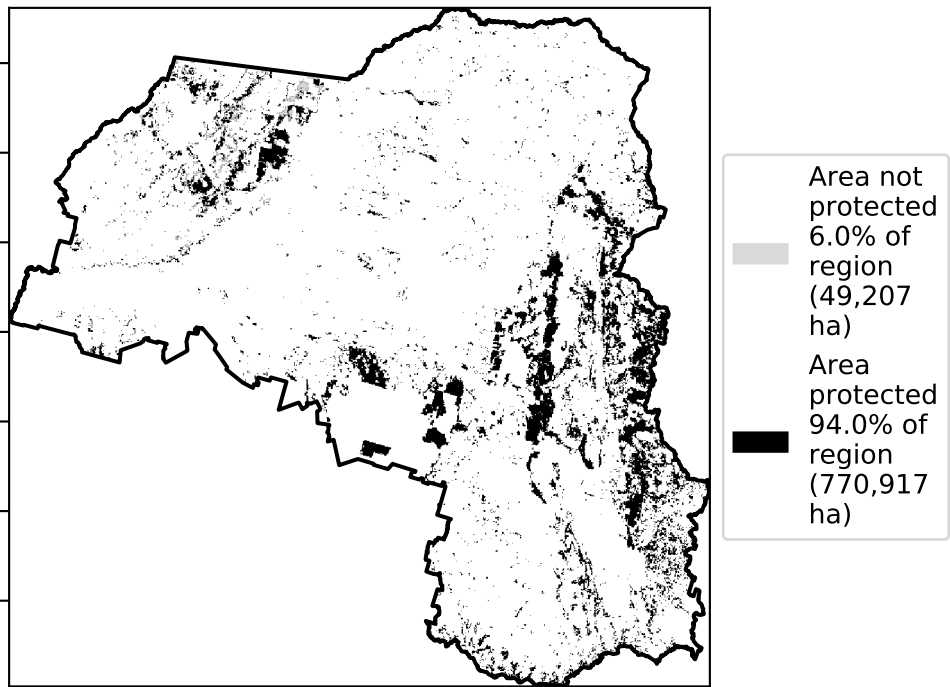 Area not
protected
6.0% of
region
(49,207
ha)
Area
protected
94.0% of
region
(770,917
ha)